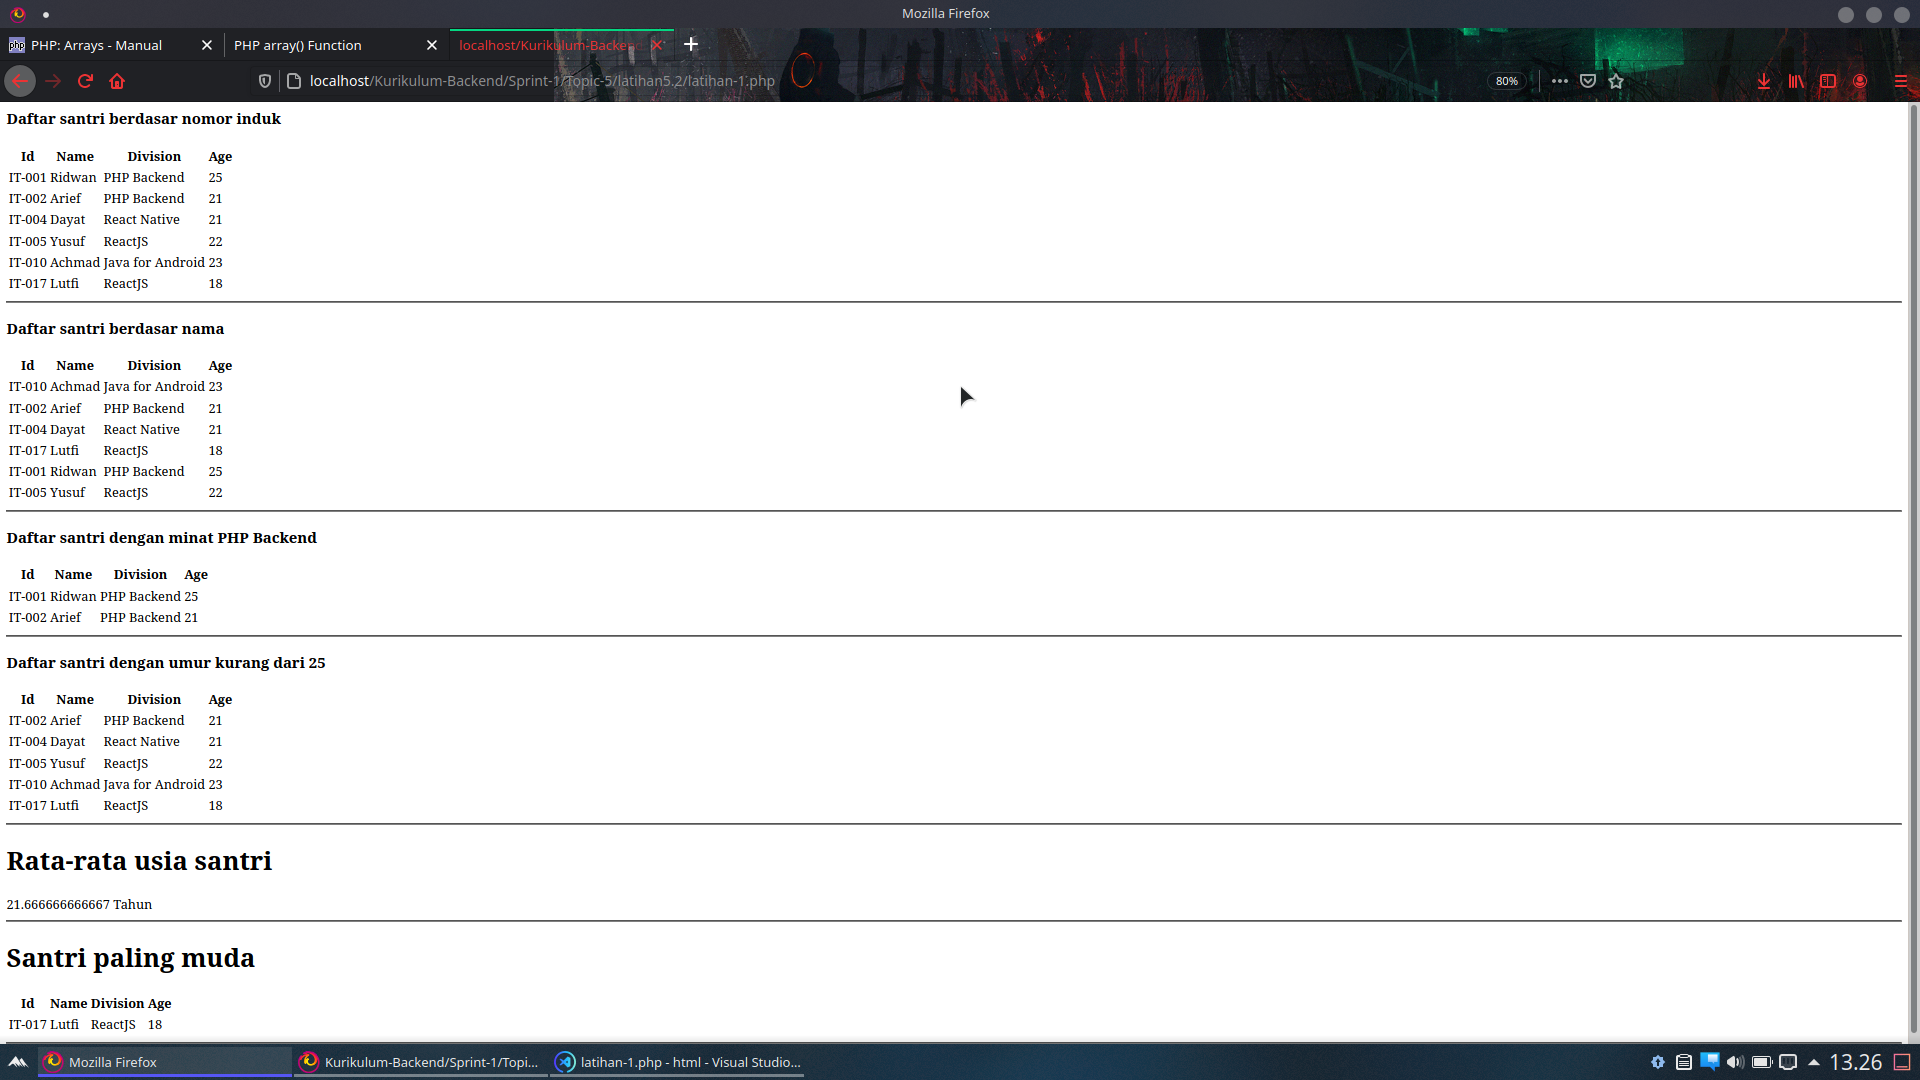 Mozilla Firefox
php PHP: Arrays - Manual
PHP array() Function
localhost/Kurikulum-Backen
localhost/Kurikulum-Backend/Sprint-1/Topic-5/latihan5.2/latihan-1.php
80%
Daftar santri berdasar nomor induk
Id Name Division Age
IT-001 Ridwan PHP Backend 25
IT-002 Arief PHP Backend 21
IT-004 Dayat React Native 21
IT-005 Yusuf ReactJS 22
IT-010 Achmad Java for Android 23
IT-017 Lutfi ReactJS 18
Daftar santri berdasar nama
Id Name Division Age
IT-010 Achmad Java for Android 23
IT-002 Arief PHP Backend 21
IT-004 Dayat React Native 21
IT-017 Lutfi ReactJS 18
IT-001 Ridwan PHP Backend 25
IT-005 Yusuf ReactJS 22
Daftar santri dengan minat PHP Backend
Id Name Division Age
IT-001 Ridwan PHP Backend 25
IT-002 Arief PHP Backend 21
Daftar santri dengan umur kurang dari 25
Id Name Division Age
IT-002 Arief PHP Backend 21
IT-004 Dayat React Native 21
IT-005 Yusuf ReactJS 22
IT-010 Achmad Java for Android 23
IT-017 Lutfi ReactJS 18
Rata-rata usia santri
21.666666666667 Tahun
Santri paling muda
Id Name Division Age
IT-017 Lutfi ReactJS 18
Mozilla Firefox
Kurikulum-Backend/Sprint-1/Topi...
latihan-1.php - html - Visual Studio...
13.26